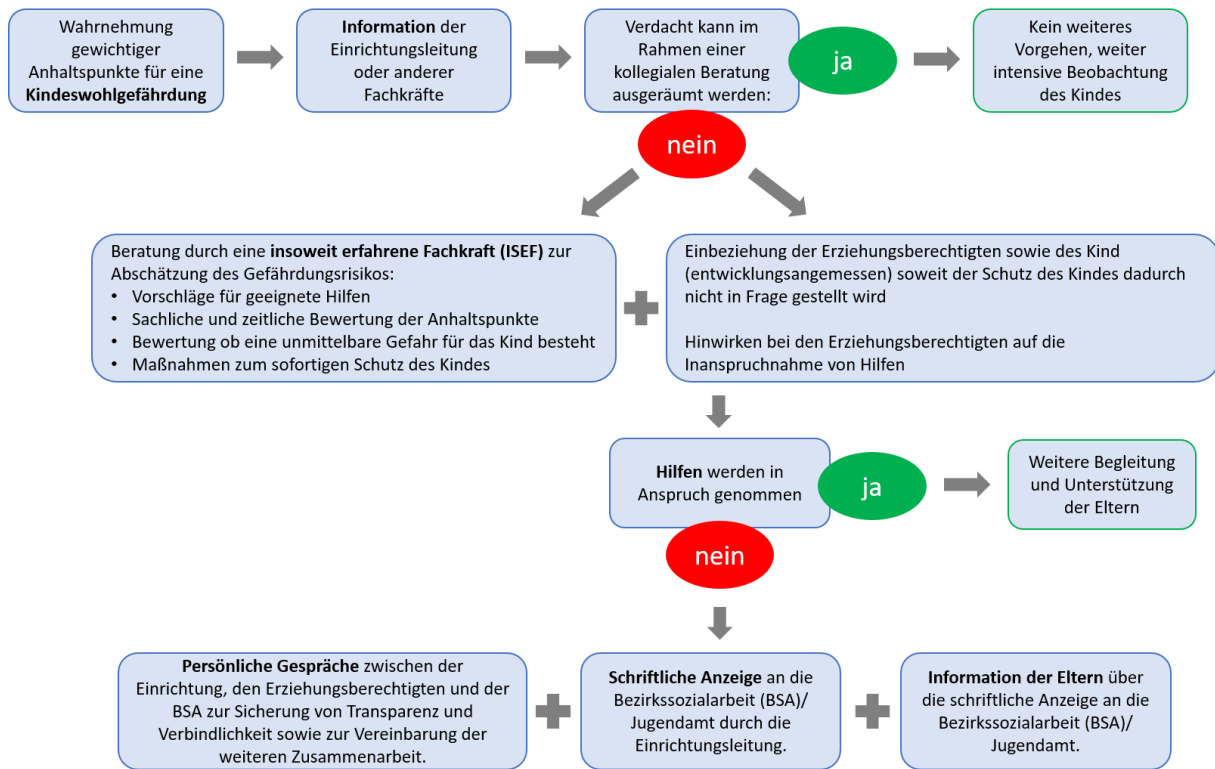 Wahrnehmung
gewichtiger
Anhaltspunkte für eine
Kindeswohlgefährdung
Information der
Einrichtungsleitung
oder anderer
Fachkräfte
Verdacht kann im
Rahmen einer
kollegialen Beratung
ausgeräumt werden:
ja
Kein weiteres
Vorgehen, weiter
intensive Beobachtung
des Kindes
nein
Beratung durch eine insoweit erfahrene Fachkraft (ISEF) zur
Abschätzung des Gefährdungsrisikos:
• Vorschläge für geeignete Hilfen
• Sachliche und zeitliche Bewertung der Anhaltspunkte
• Bewertung ob eine unmittelbare Gefahr für das Kind besteht
• Maßnahmen zum sofortigen Schutz des Kindes
Einbeziehung der Erziehungsberechtigten sowie des Kind
(entwicklungsangemessen) soweit der Schutz des Kindes dadurch
nicht in Frage gestellt wird
Hinwirken bei den Erziehungsberechtigten auf die
Inanspruchnahme von Hilfen
Hilfen werden in
Anspruch genommen
ja
Weitere Begleitung
und Unterstützung
der Eltern
nein
Persönliche Gespräche zwischen der
Einrichtung, den Erziehungsberechtigten und der
BSA zur Sicherung von Transparenz und
Verbindlichkeit sowie zur Vereinbarung der
weiteren Zusammenarbeit.
Schriftliche Anzeige an die
Bezirkssozialarbeit (BSA)/
Jugendamt durch die
Einrichtungsleitung.
Information der Eltern über
die schriftliche Anzeige an die
Bezirkssozialarbeit (BSA)/
Jugendamt.